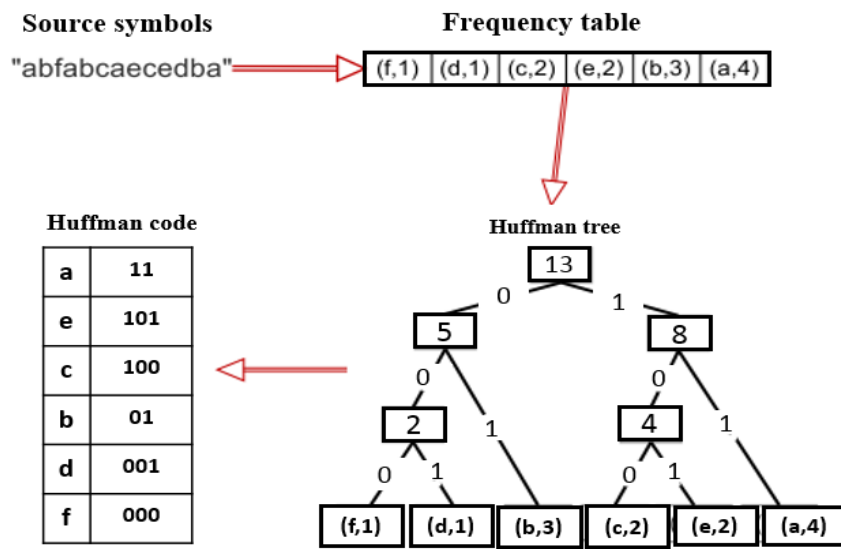 Source symbols
Frequency table
"abfabcaecedba"
(f,1) (d,1) (c,2) (e,2) (b,3) (a,4)
Huffman code
a 11
e 101
c 100
b 01
d 001
f 000
Huffman tree
13
0 1
5 8
0 1 0 1
2 4
0 1 0 1
(f,1) (d,1) (b,3) (c,2) (e,2) (a,4)